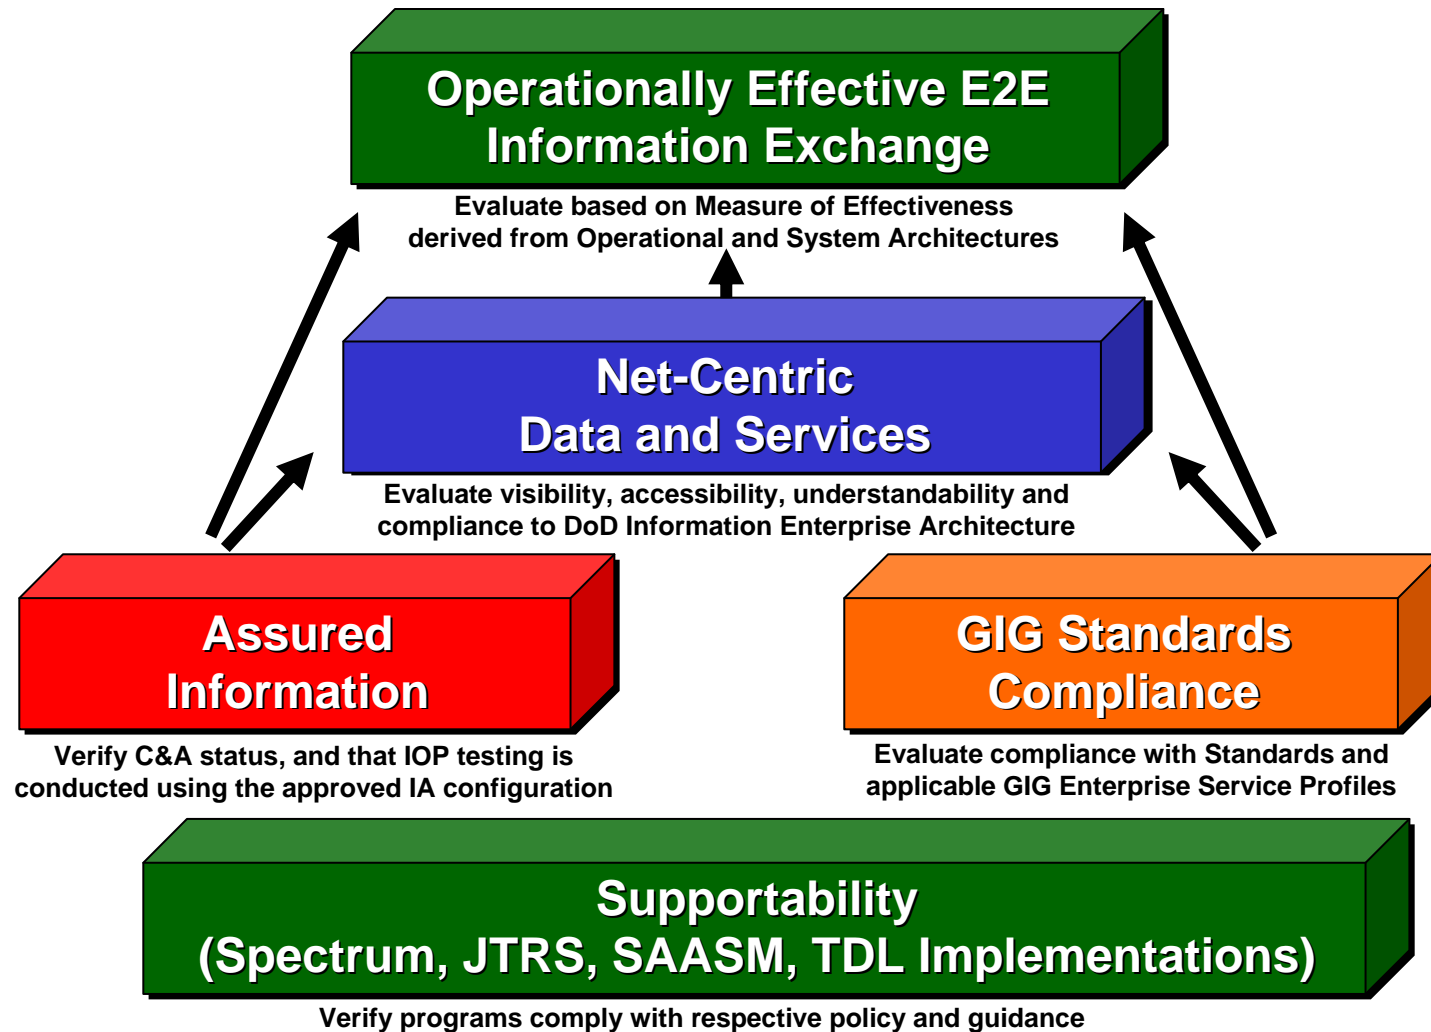 Operationally Effective E2E
Information Exchange
Evaluate based on Measure of Effectiveness
derived from Operational and System Architectures
Net-Centric
Data and Services
Evaluate visibility, accessibility, understandability and
compliance to DoD Information Enterprise Architecture
Assured
Information
Verify C&A status, and that IOP testing is
conducted using the approved IA configuration
GIG Standards
Compliance
Evaluate compliance with Standards and
applicable GIG Enterprise Service Profiles
Supportability
(Spectrum, JTRS, SAASM, TDL Implementations)
Verify programs comply with respective policy and guidance